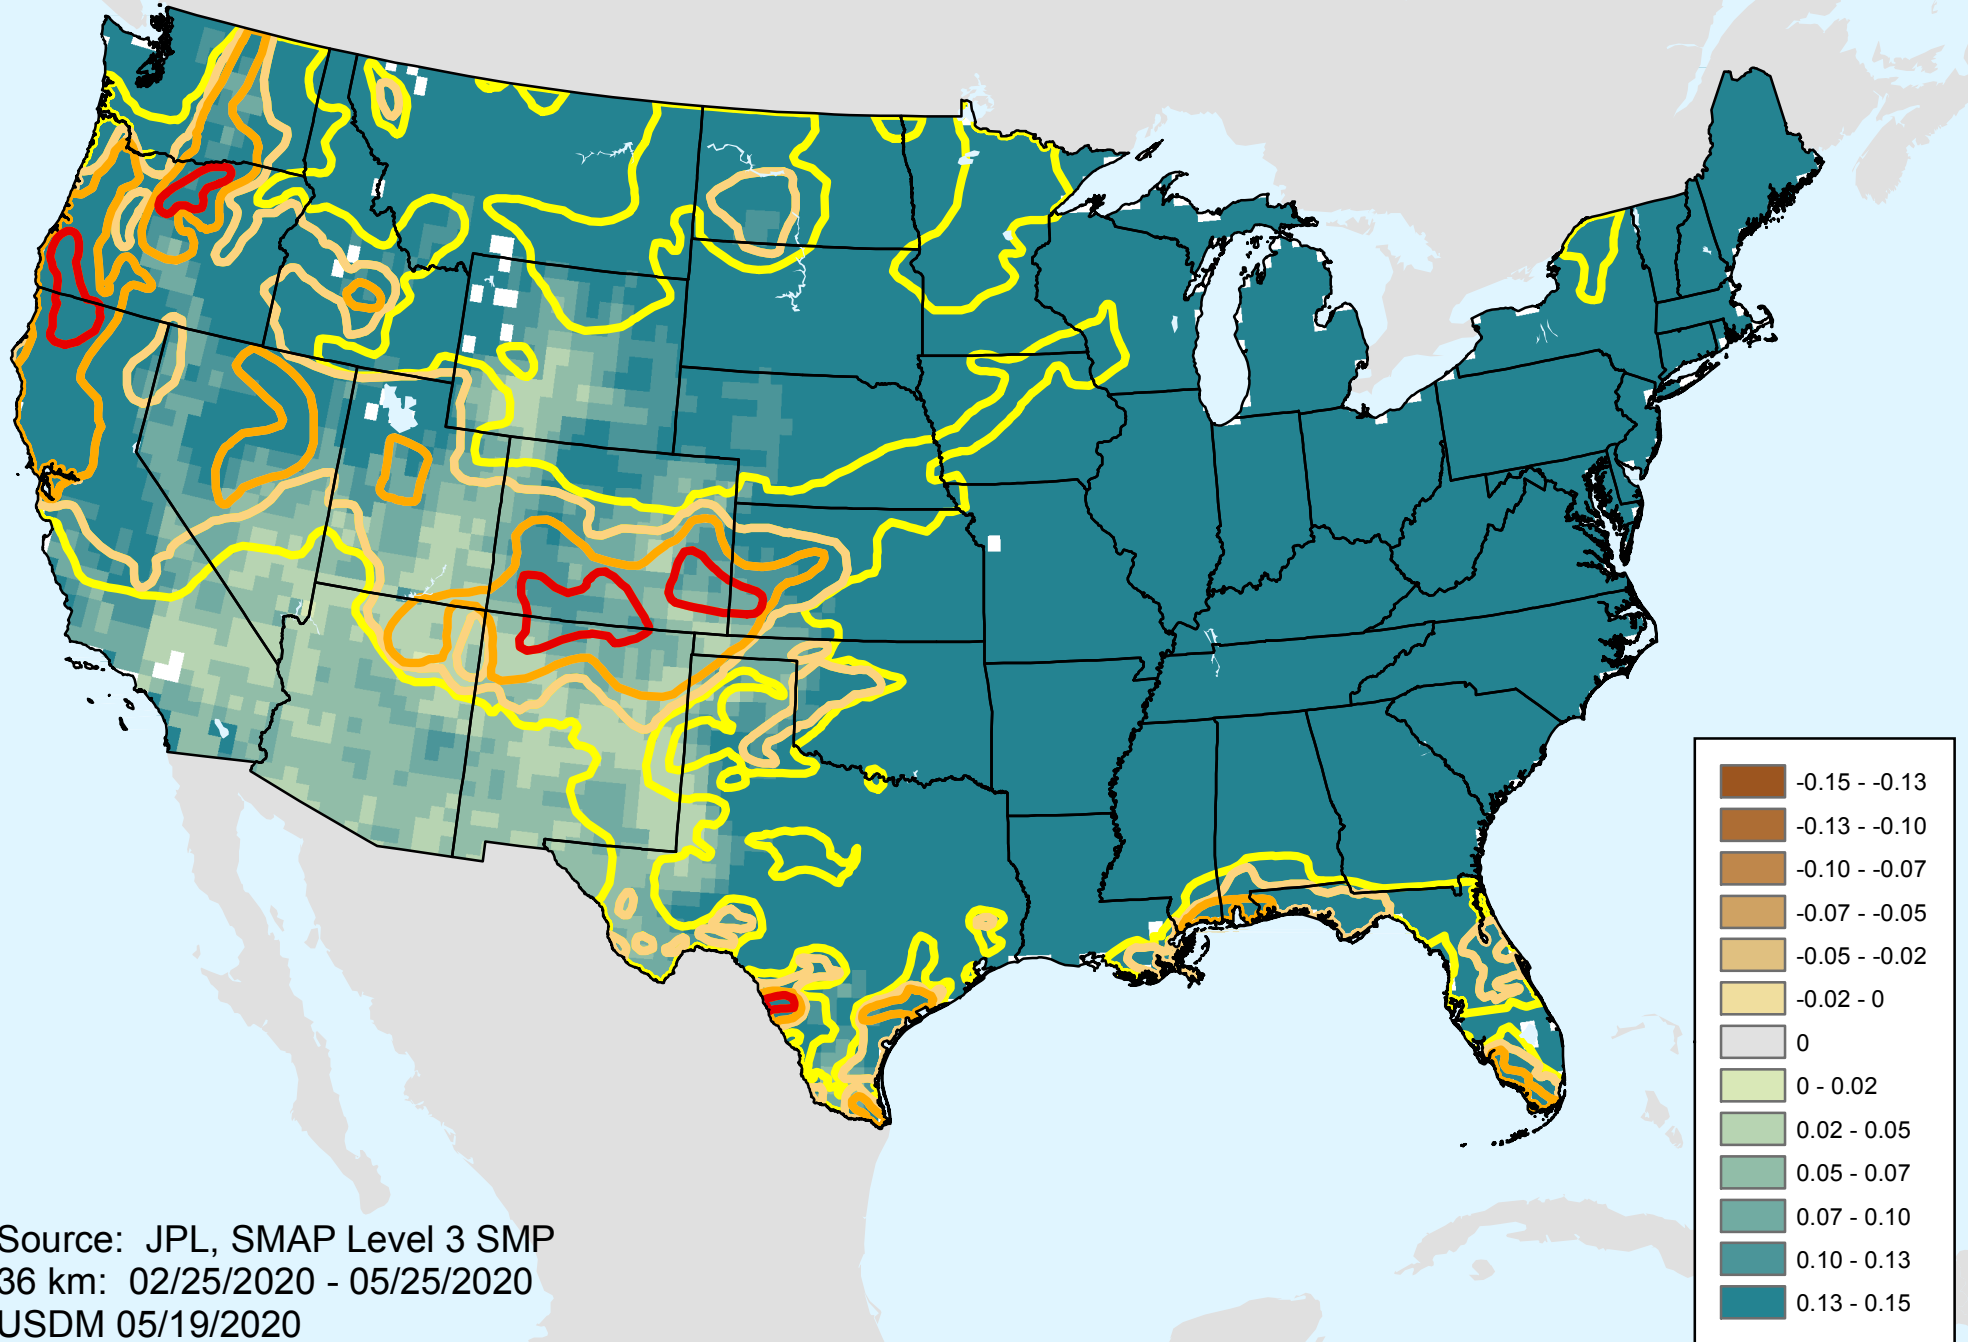 -0.15 - -0.13
-0.13 - -0.10
-0.10 - -0.07
-0.07 - -0.05
-0.05 - -0.02
-0.02 - 0
0
0 - 0.02
0.02 - 0.05
0.05 - 0.07
0.07 - 0.10
0.10 - 0.13
0.13 - 0.15
Source: JPL, SMAP Level 3 SMP
36 km: 02/25/2020 - 05/25/2020
USDM 05/19/2020